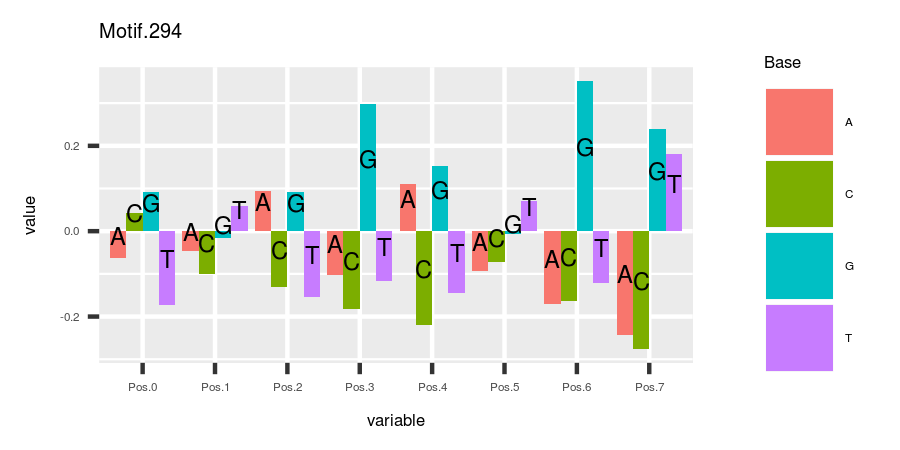 Motif.294
value
0.2
0.0
-0.2
A C G T A C G T A C G T A C G T A C G T A C G T A C G T A C G T
Pos.0 Pos.1 Pos.2 Pos.3 Pos.4 Pos.5 Pos.6 Pos.7
variable
Base
A
C
G
T